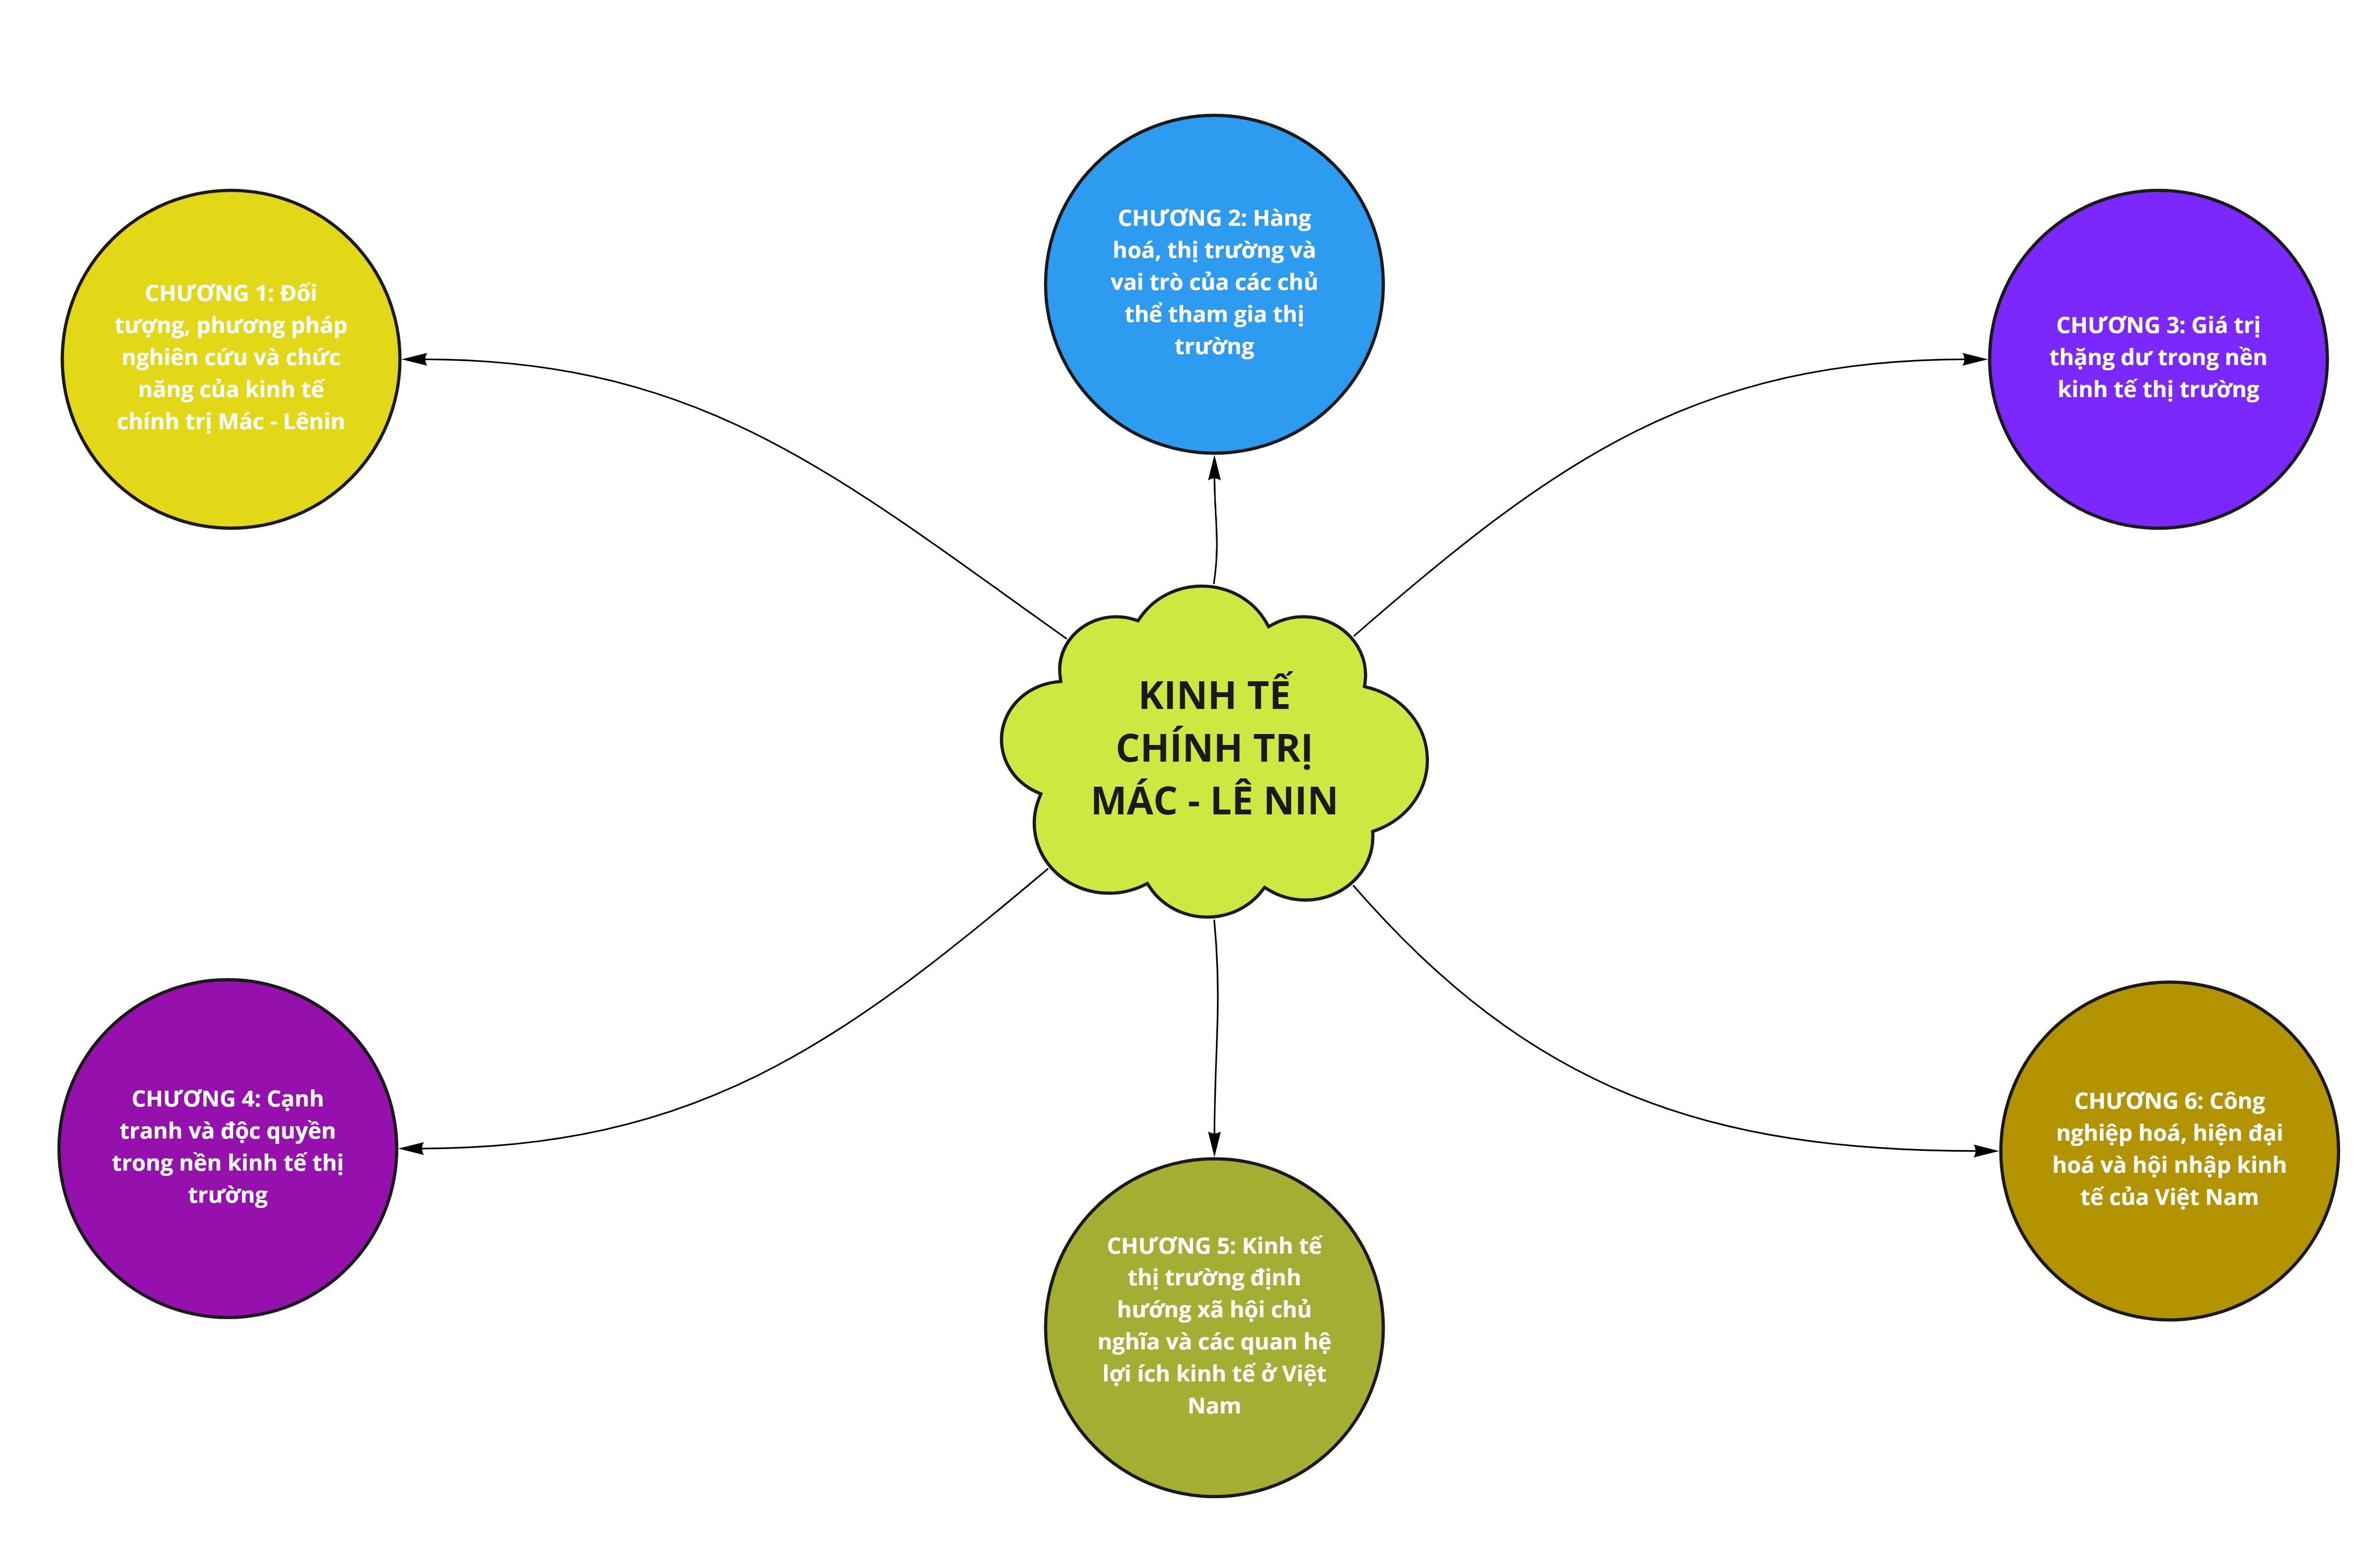 CHƯƠNG 1: Đối
tượng, phương pháp
nghiên cứu và chức
năng của kinh tế
chính trị Mác - Lênin
CHƯƠNG 2: Hàng
hoá, thị trường và
vai trò của các chủ
thể tham gia thị
trường
CHƯƠNG 3: Giá trị
thặng dư trong nền
kinh tế thị trường
KINH TẾ
CHÍNH TRỊ
MÁC - LÊ NIN
CHƯƠNG 4: Cạnh
tranh và độc quyền
trong nền kinh tế thị
trường
CHƯƠNG 5: Kinh tế
thị trường định
hướng xã hội chủ
nghĩa và các quan hệ
lợi ích kinh tế ở Việt
Nam
CHƯƠNG 6: Công
nghiệp hoá, hiện đại
hoá và hội nhập kinh
tế của Việt Nam